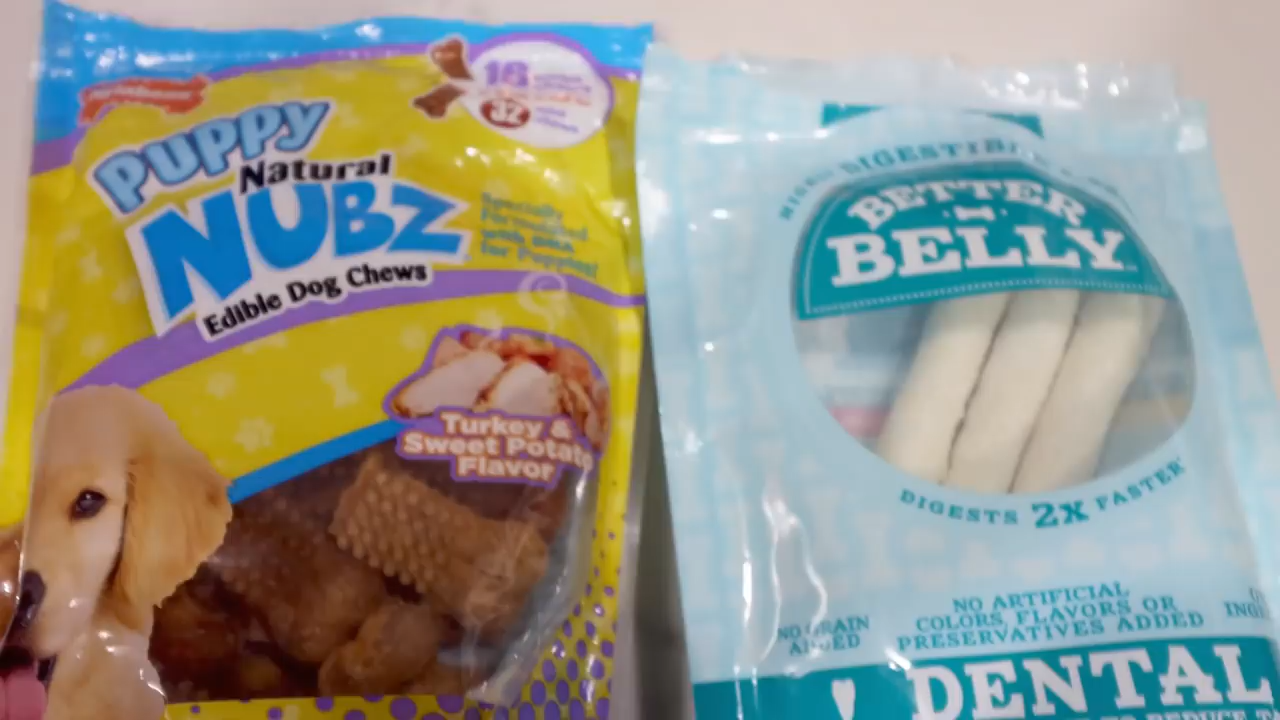 PUPPY
Natural
NUBZ
Edible Dog Chews
16
32
Specially
Formulated
with DHA
for Puppies!
Turkey &
Sweet Potato
Flavor
DIGESTIBLE
BETTER
BELLY
DIGESTS 2X FASTER
NO GRAIN
ADDED
NO ARTIFICIAL
COLORS, FLAVORS OR
PRESERVATIVES ADDED
DENTAL